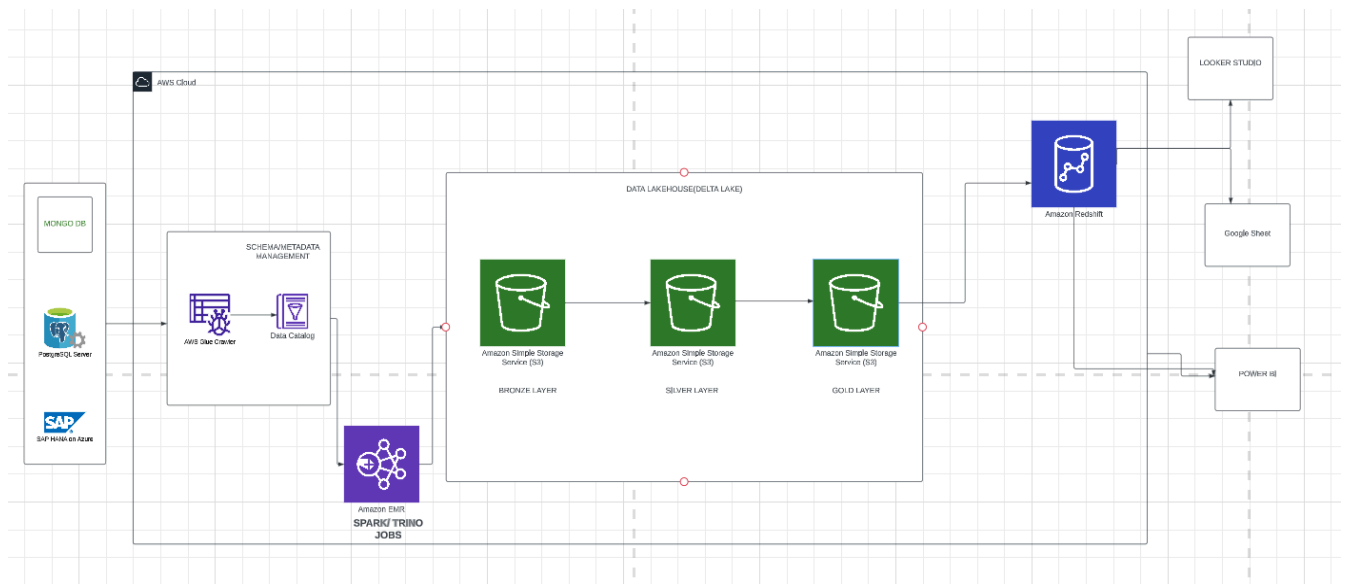 LOOKER STUDIO
AWS Cloud
Amazon Redshift
Google Sheet
POWER BI
DATA LAKEHOUSE(DELTA LAKE)
MONGO DB
PostgreSQL Server
SAP
SAP HANA on Azure
SCHEMA/METADATA
MANAGEMENT
AWS Glue Crawler
Data Catalog
Amazon EMR
SPARK/ TRINO
JOBS
Amazon Simple Storage
Service (S3)
BRONZE LAYER
Amazon Simple Storage
Service (S3)
SILVER LAYER
Amazon Simple Storage
Service (S3)
GOLD LAYER